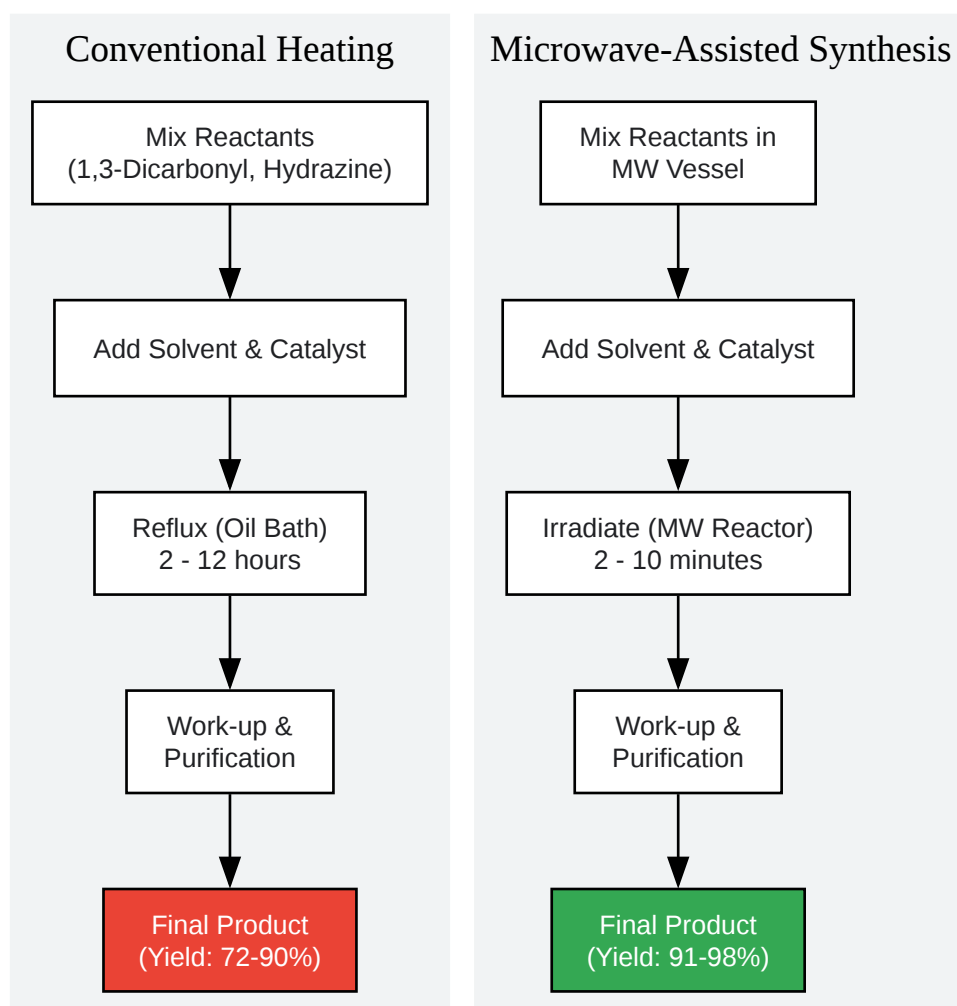 Conventional Heating
Mix Reactants
(1,3-Dicarbonyl, Hydrazine)
Add Solvent & Catalyst
Reflux (Oil Bath)
2 - 12 hours
Work-up &
Purification
Final Product
(Yield: 72-90%)
Microwave-Assisted Synthesis
Mix Reactants in
MW Vessel
Add Solvent & Catalyst
Irradiate (MW Reactor)
2 - 10 minutes
Work-up &
Purification
Final Product
(Yield: 91-98%)